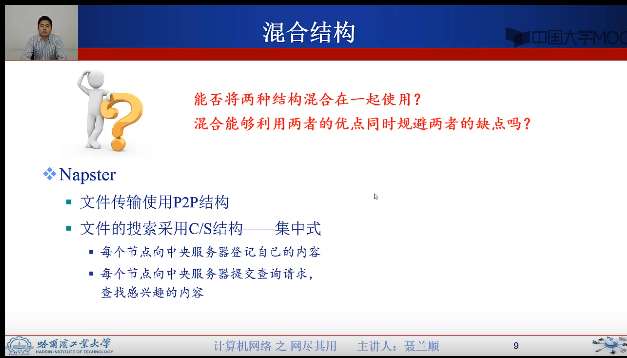 混合结构
中国大学MOOC
能否将两种结构混合在一起使用？
混合能够利用两者的优点同时规避两者的缺点吗？
Napster
文件传输使用P2P结构
文件的搜索采用C/S结构——集中式
每个节点向中央服务器登记自己的内容
每个节点向中央服务器提交查询请求，
查找感兴趣的内容
哈尔滨工业大学
HARBIN INSTITUTE OF TECHNOLOGY
计算机网络 之 网尽其用 主讲人：聂兰顺
9